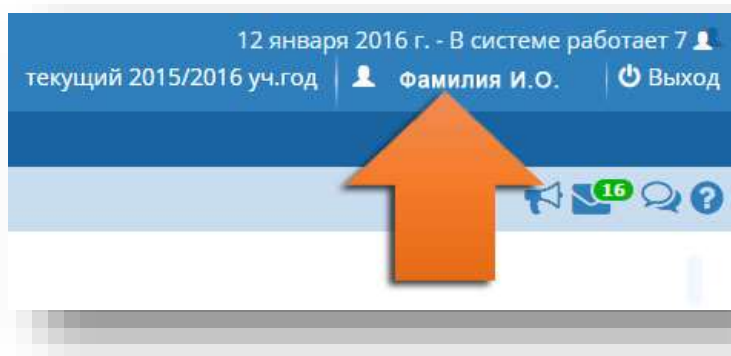 12 января 2016 г. - В системе работает 7
текущий 2015/2016 уч.год Фамилия И.О. Выход
16
?